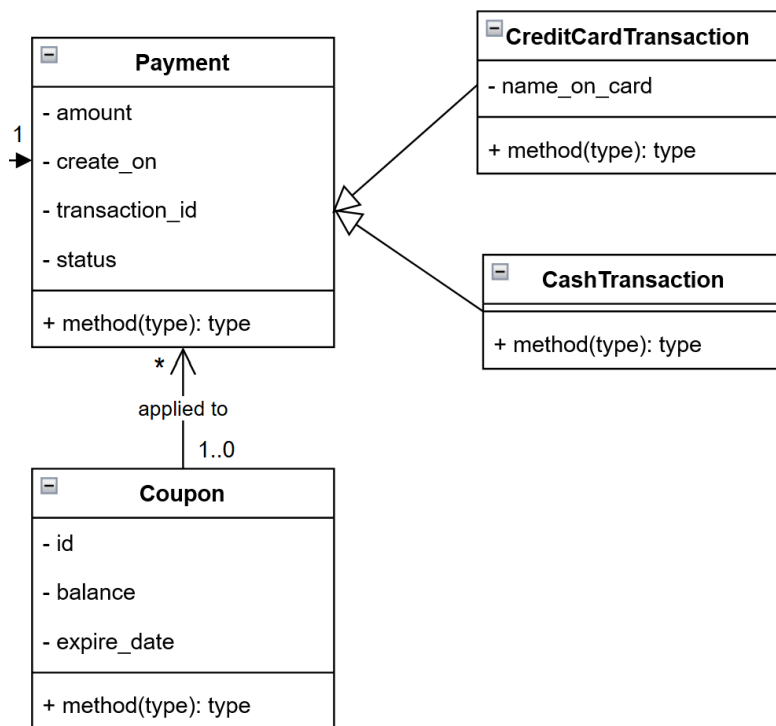 Payment
- amount
1
- create_on
- transaction_id
- status
+ method(type): type
CreditCardTransaction
- name_on_card
+ method(type): type
CashTransaction
+ method(type): type
*
applied to
1..0
Coupon
- id
- balance
- expire_date
+ method(type): type